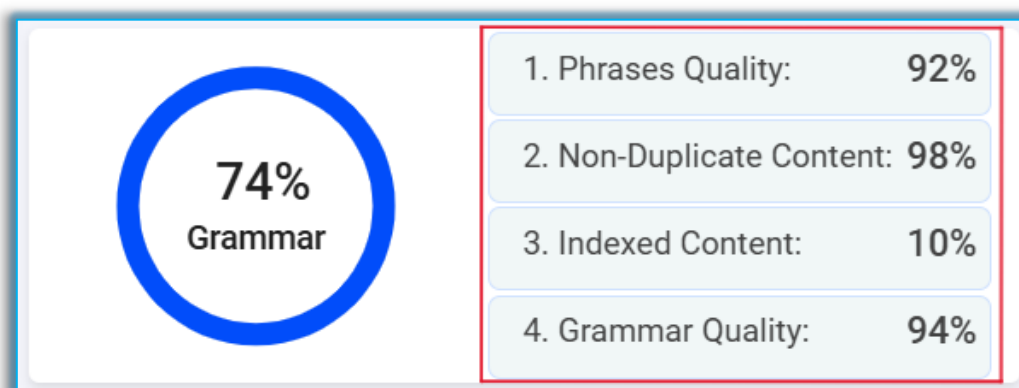 74%
Grammar
1. Phrases Quality: 92%
2. Non-Duplicate Content: 98%
3. Indexed Content: 10%
4. Grammar Quality: 94%